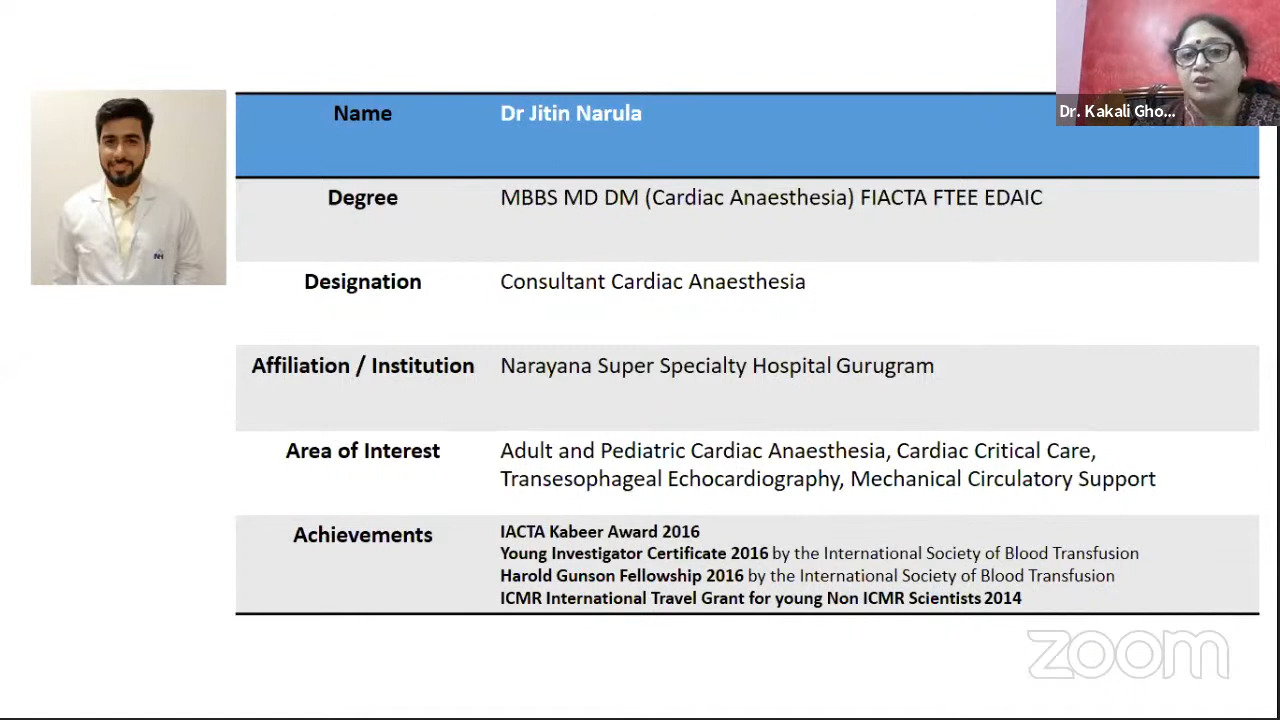 Name Dr Jitin Narula
Dr. Kakali Gho...
Degree MBBS MD DM (Cardiac Anaesthesia) FIACTA FTEE EDAIC
NH
Designation Consultant Cardiac Anaesthesia
Affiliation / Institution Narayana Super Specialty Hospital Gurugram
Area of Interest Adult and Pediatric Cardiac Anaesthesia, Cardiac Critical Care,
Transesophageal Echocardiography, Mechanical Circulatory Support
Achievements IACTA Kabeer Award 2016
Young Investigator Certificate 2016 by the International Society of Blood Transfusion
Harold Gunson Fellowship 2016 by the International Society of Blood Transfusion
ICMR International Travel Grant for young Non ICMR Scientists 2014
zoom